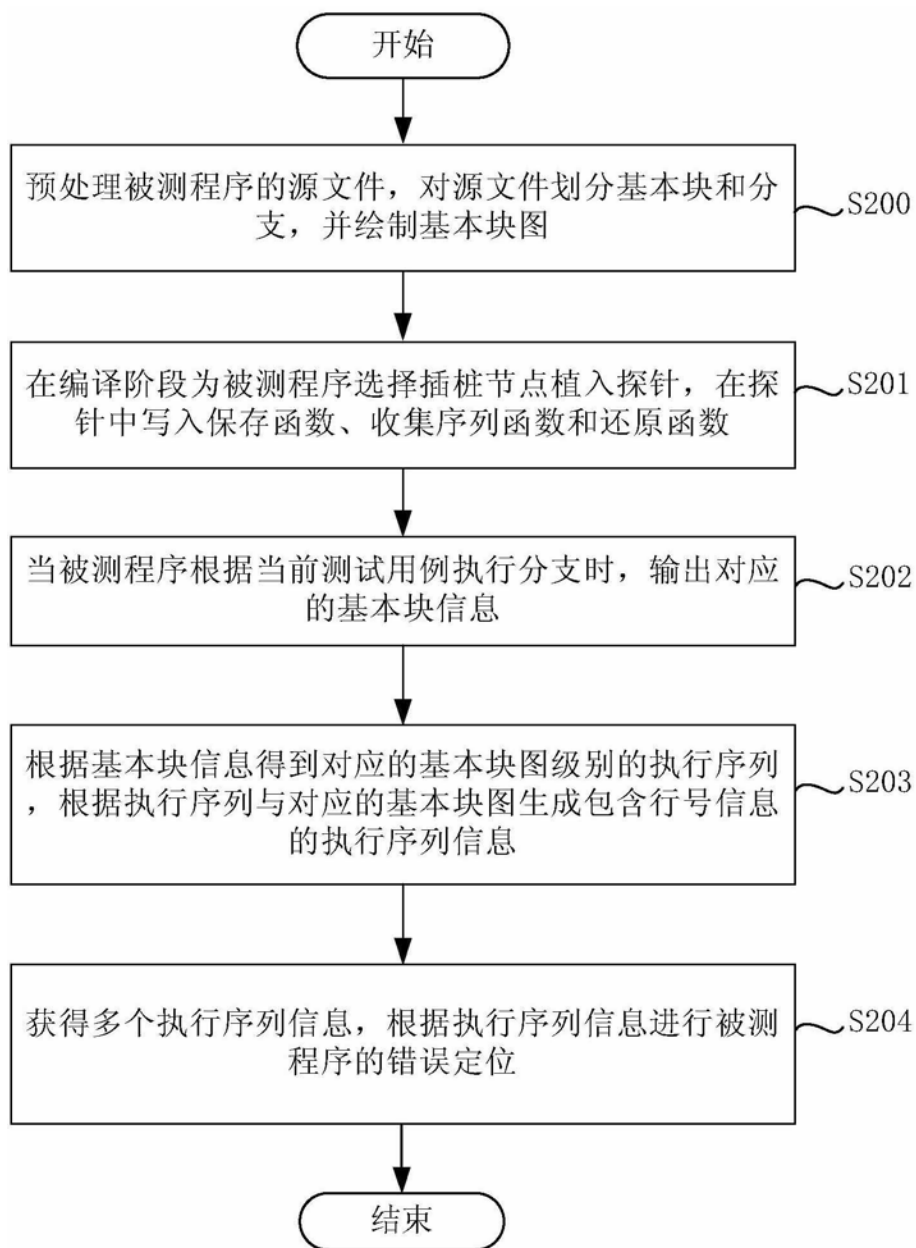 开始
预处理被测程序的源文件，对源文件划分基本块和分
支，并绘制基本块图
S200
在编译阶段为被测程序选择插桩节点植入探针，在探
针中写入保存函数、收集序列函数和还原函数
S201
当被测程序根据当前测试用例执行分支时，输出对应
的基本块信息
S202
根据基本块信息得到对应的基本块图级别的执行序列
，根据执行序列与对应的基本块图生成包含行号信息
的执行序列信息
S203
获得多个执行序列信息，根据执行序列信息进行被测
程序的错误定位
S204
结束